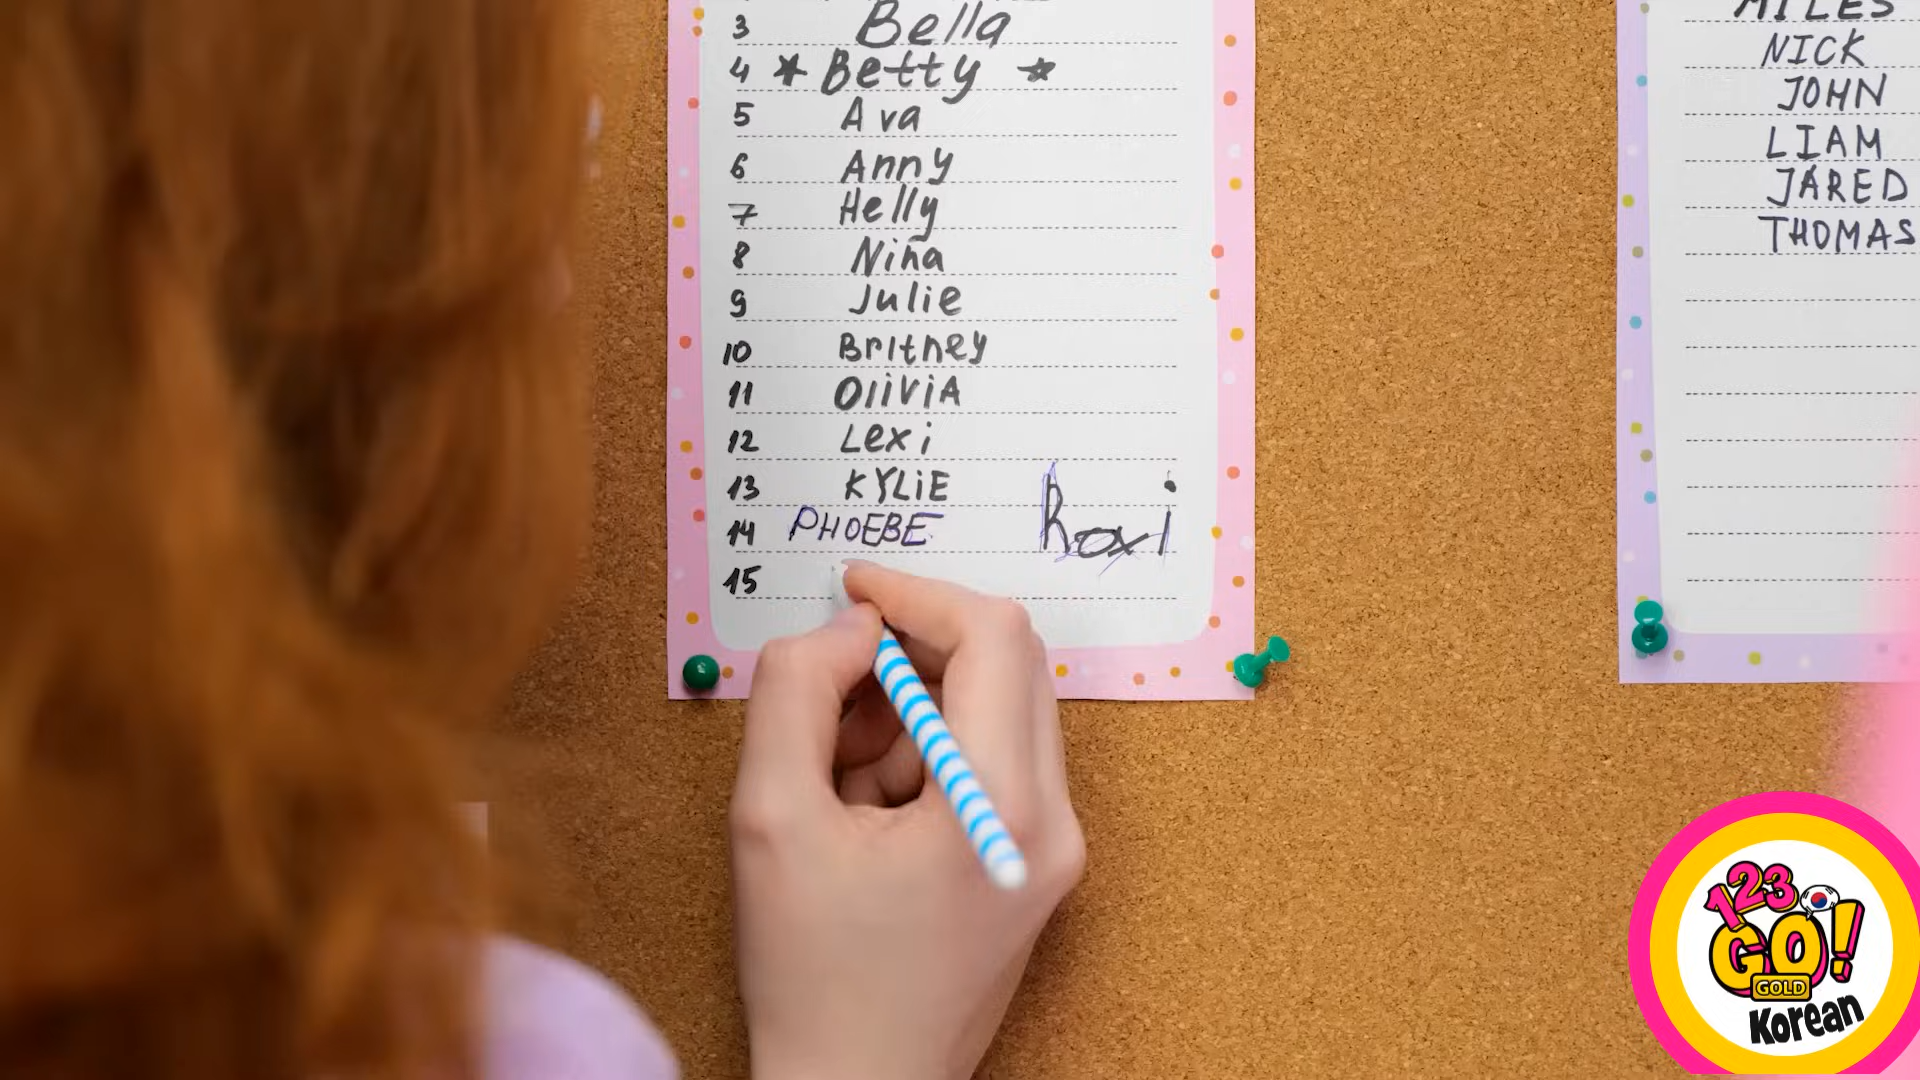 3 Bella
4 * Betty *
5 Ava
6 Anny
7 Helly
8 Nina
9 Julie
10 Britney
11 OliViA
12 Lexi
13 KYLiE
14 PHOEBE
Roxi
15
MILES
NICK
JOHN
LIAM
JARED
THOMAS
123
GO!
GOLD
Korean